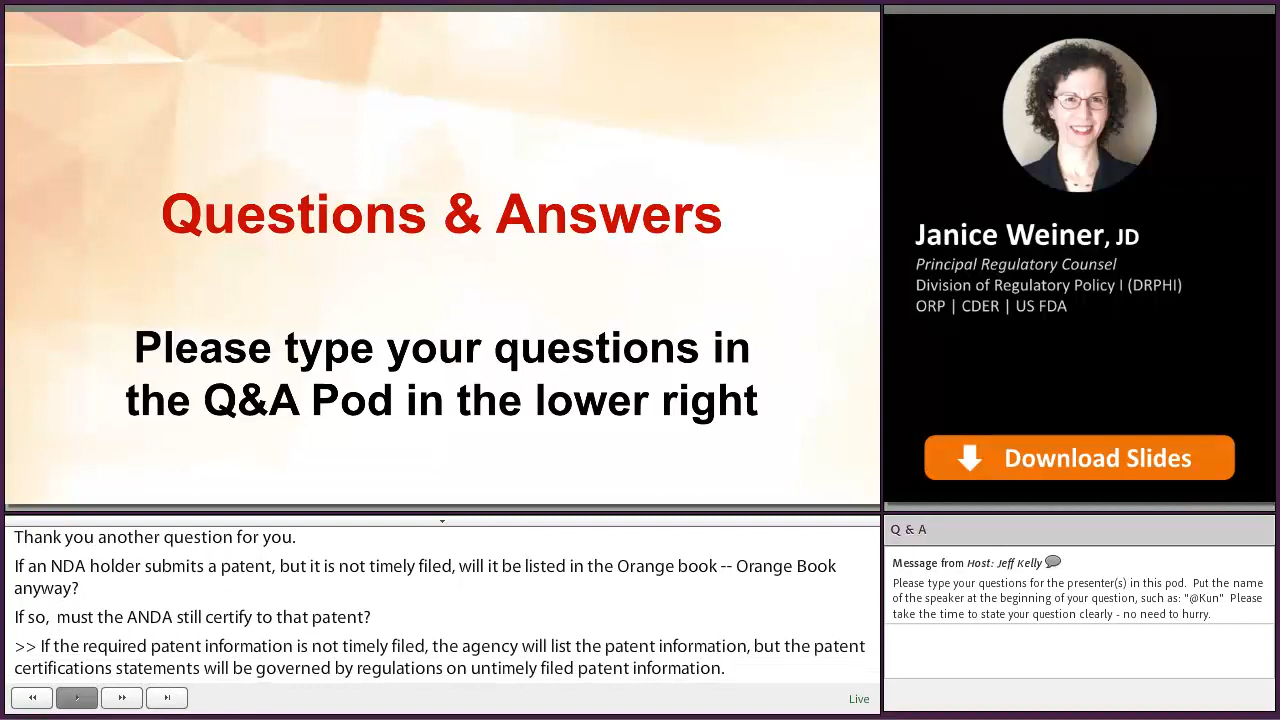 Questions & Answers
Please type your questions in
the Q&A Pod in the lower right
Janice Weiner, JD
Principal Regulatory Counsel
Division of Regulatory Policy I (DRPHI)
ORP | CDER | US FDA
Download Slides
Thank you another question for you.
If an NDA holder submits a patent, but it is not timely filed, will it be listed in the Orange book -- Orange Book
anyway?
If so,  must the ANDA still certify to that patent?
>> If the required patent information is not timely filed, the agency will list the patent information, but the patent
certifications statements will be governed by regulations on untimely filed patent information.
Live
Q & A
Message from Host: Jeff Kelly
Please type your questions for the presenter(s) in this pod.  Put the name
of the speaker at the beginning of your question, such as: "@Kun"  Please
take the time to state your question clearly - no need to hurry.